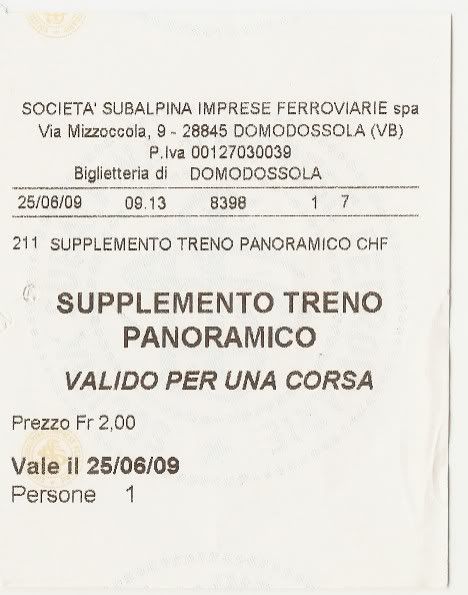 SOCIETA' SUBALPINA IMPRESE FERROVIARIE spa
Via Mizzoccola, 9 - 28845 DOMODOSSOLA (VB)
P.Iva 00127030039
Biglietteria di DOMODOSSOLA
25/06/09 09.13 8398 1 7
211 SUPPLEMENTO TRENO PANORAMICO CHF
SUPPLEMENTO TRENO
PANORAMICO
VALIDO PER UNA CORSA
Prezzo Fr 2,00
Vale il 25/06/09
Persone 1